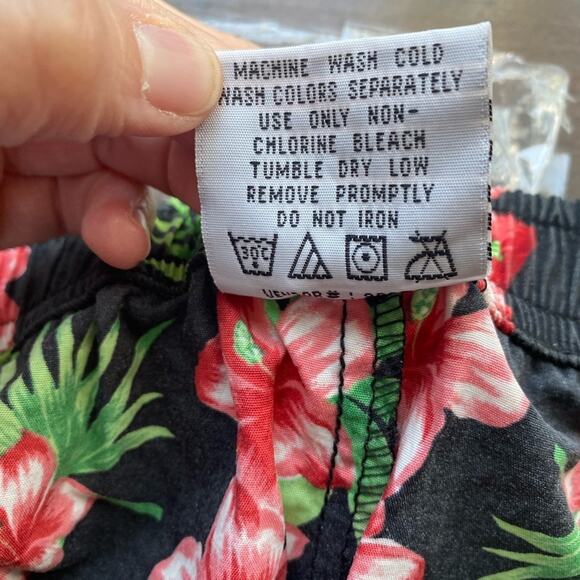 MACHINE WASH COLD
WASH COLORS SEPARATELY
USE ONLY NON-
CHLORINE BLEACH
TUMBLE DRY LOW
REMOVE PROMPTLY
DO NOT IRON
30C